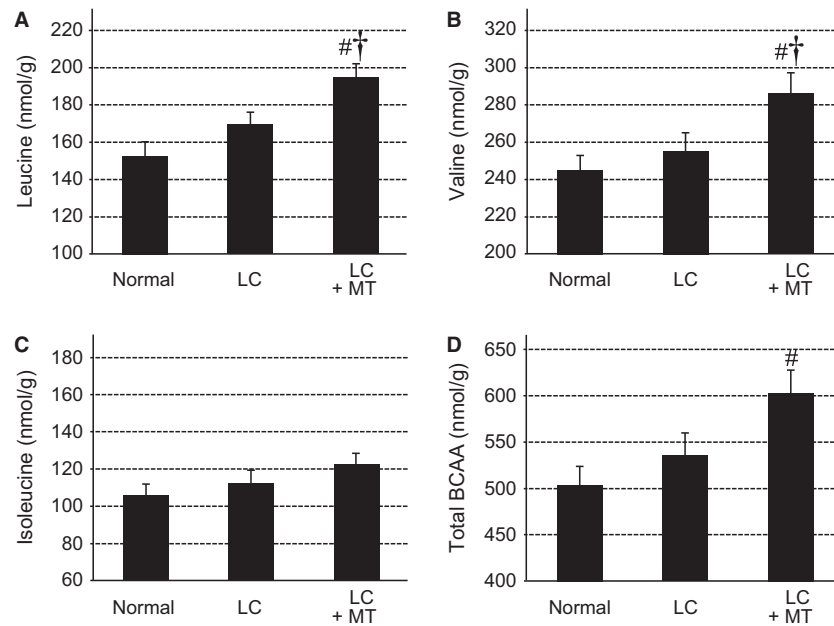 A
Leucine (nmol/g)
220
200
180
160
140
120
100
#†
Normal
LC
LC
+ MT
B
Valine (nmol/g)
320
300
280
260
240
220
200
#†
Normal
LC
LC
+ MT
C
Isoleucine (nmol/g)
180
160
140
120
100
80
60
Normal
LC
LC
+ MT
D
Total BCAA (nmol/g)
650
600
550
500
450
400
#
Normal
LC
LC
+ MT